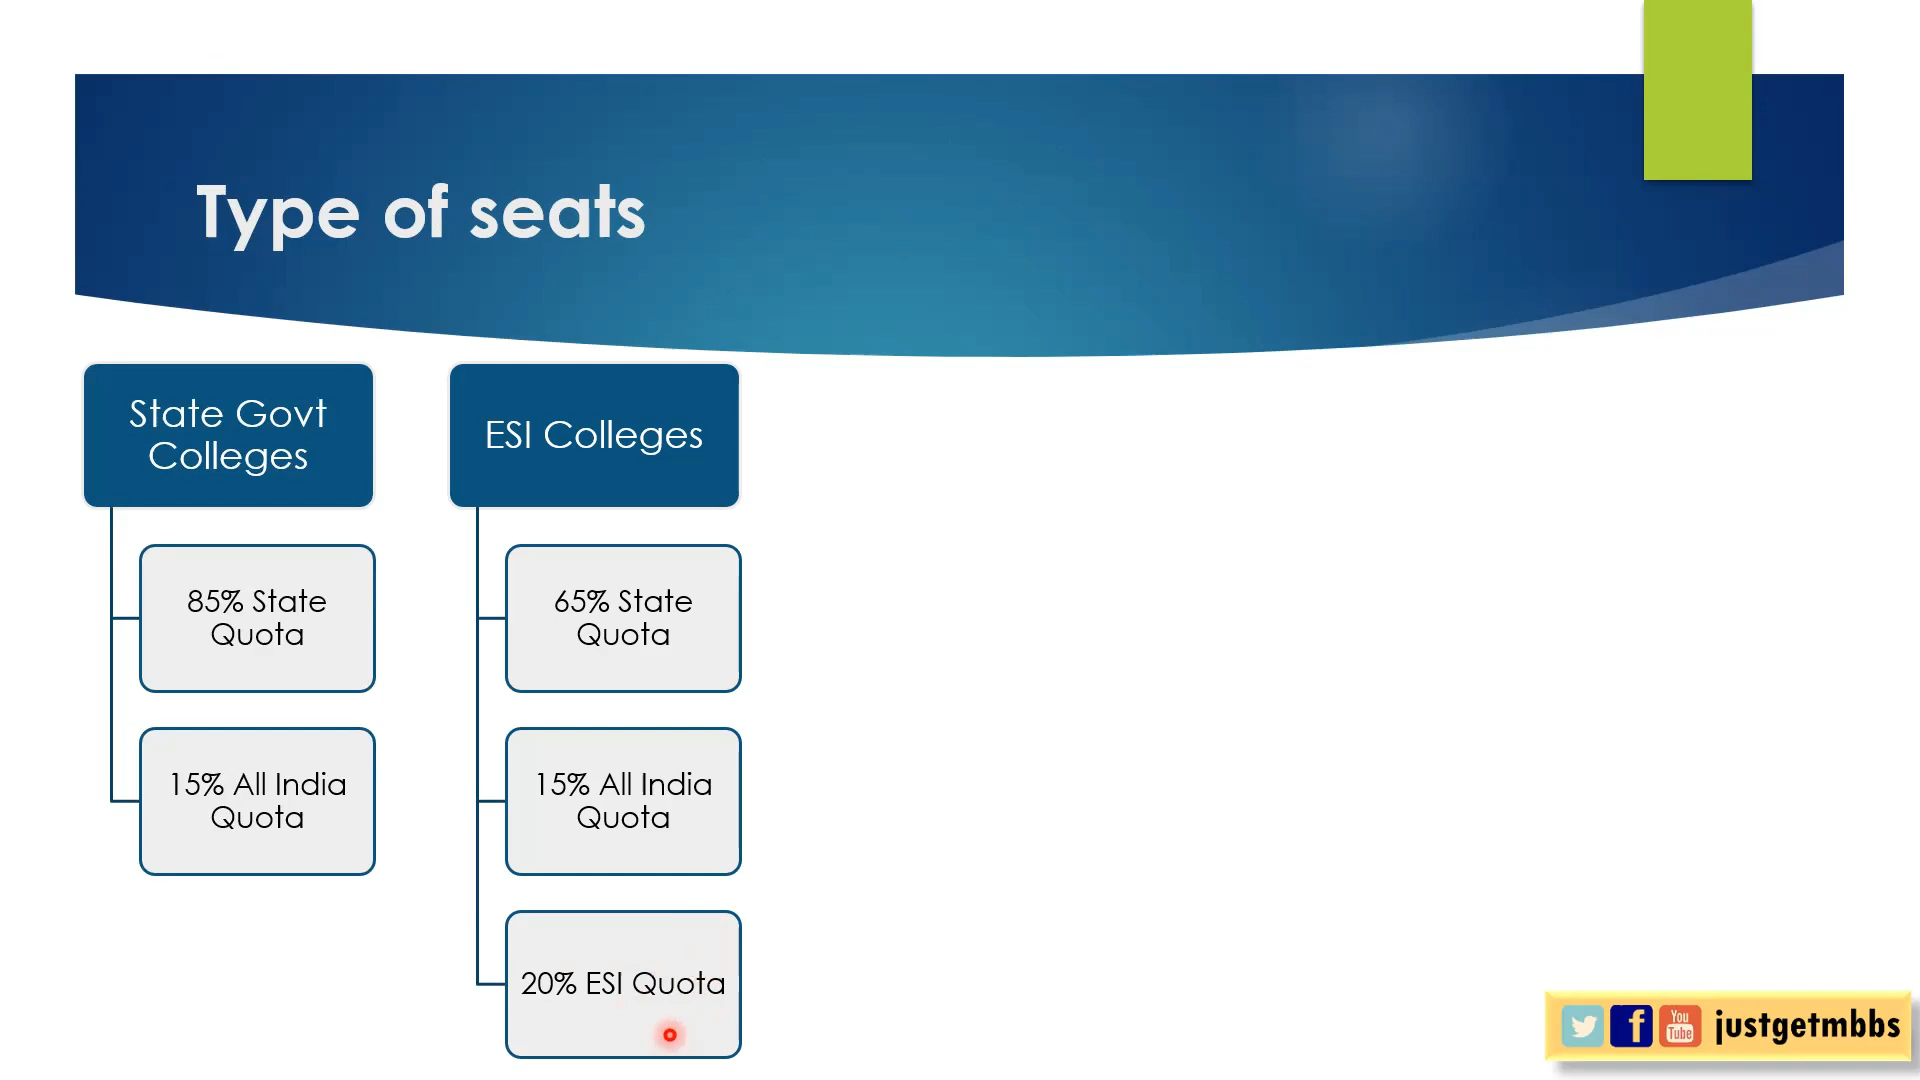 Type of seats
State Govt
Colleges
85% State
Quota
15% All India
Quota
ESI Colleges
65% State
Quota
15% All India
Quota
20% ESI Quota
You
Tube
justgetmbbs